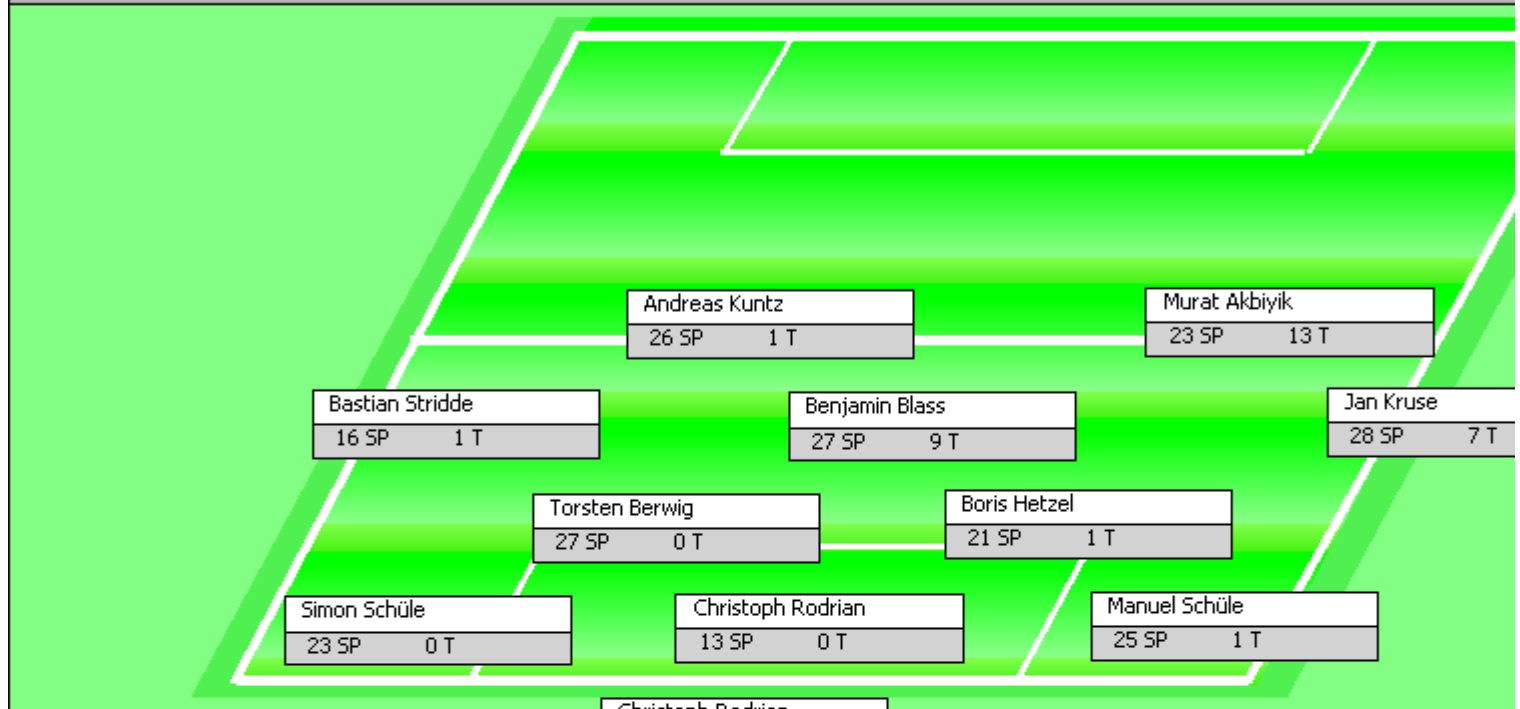 Andreas Kuntz
26 SP 1 T
Murat Akbiyik
23 SP 13 T
Bastian Stridde
16 SP 1 T
Benjamin Blass
27 SP 9 T
Jan Kruse
28 SP 7 T
Torsten Berwig
27 SP 0 T
Boris Hetzel
21 SP 1 T
Simon Schüle
23 SP 0 T
Christoph Rodrian
13 SP 0 T
Manuel Schüle
25 SP 1 T
Christoph Rodrian